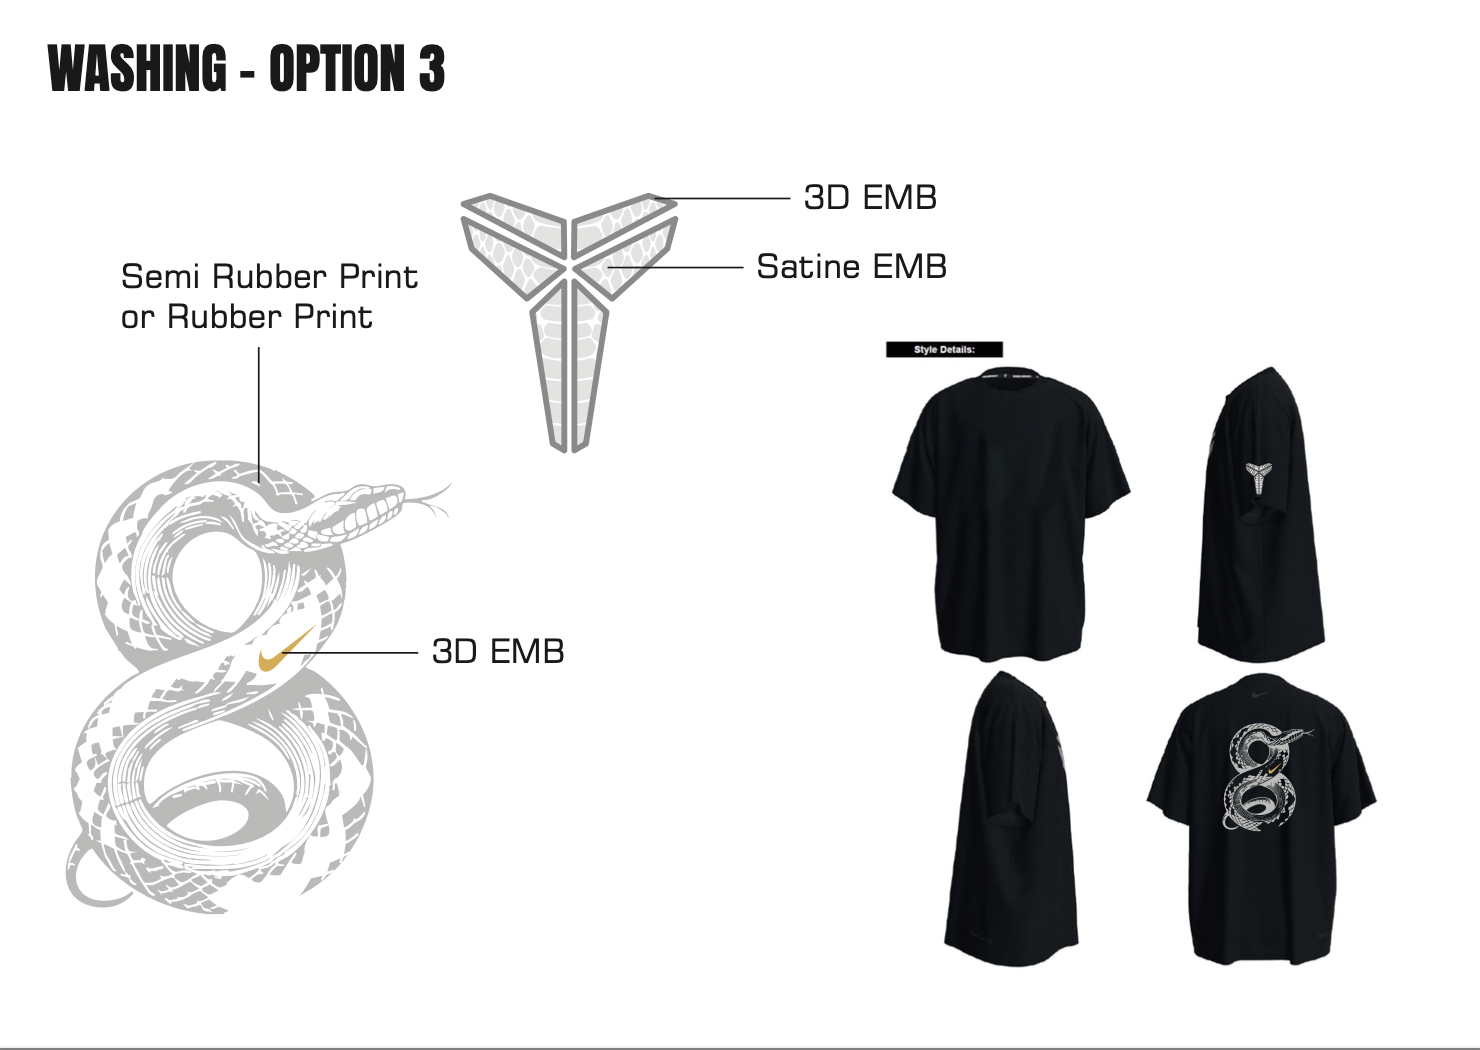 WASHING - OPTION 3
3D EMB
Satine EMB
Semi Rubber Print
or Rubber Print
Style Details:
3D EMB